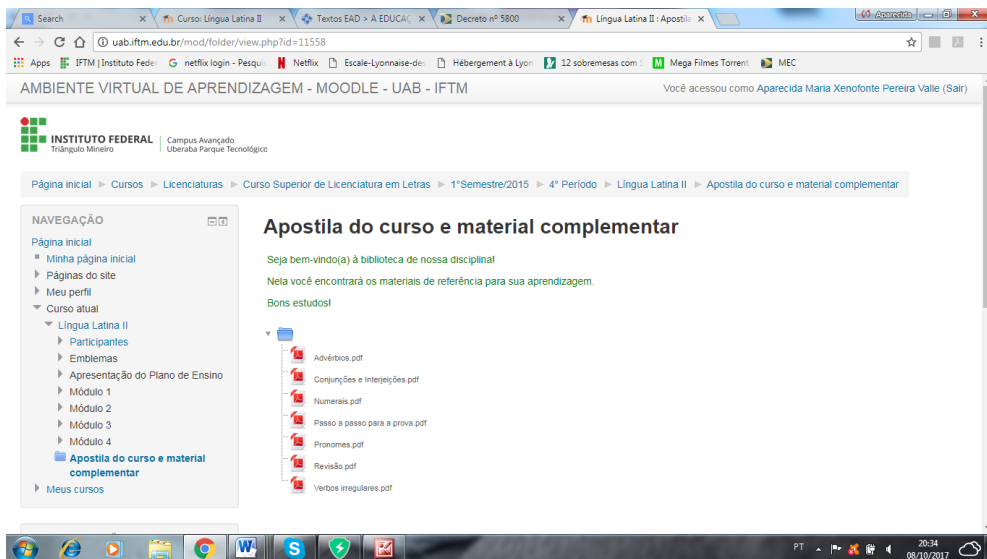 Search
Curso: Língua Latina II
Textos EAD > A EDUCAÇ
Decreto nº 5800
Língua Latina II : Apostila
Aparecida
uab.iftm.edu.br/mod/folder/view.php?id=11558
Apps
IFTM | Instituto Feder
netflix login - Pesqui
Netflix
Escale-Lyonnaise-des
Hébergement à Lyon
12 sobremesas com
Mega Filmes Torrent
MEC
AMBIENTE VIRTUAL DE APRENDIZAGEM - MOODLE - UAB - IFTM
Você acessou como Aparecida Maria Xenofonte Pereira Valle (Sair)
INSTITUTO FEDERAL
Triângulo Mineiro
Campus Avançado
Uberaba Parque Tecnológico
Página inicial ► Cursos ► Licenciaturas ► Curso Superior de Licenciatura em Letras ► 1°Semestre/2015 ► 4° Período ► Língua Latina II ► Apostila do curso e material complementar
NAVEGAÇÃO
Página inicial
Minha página inicial
Páginas do site
Meu perfil
Curso atual
Língua Latina II
Participantes
Emblemas
Apresentação do Plano de Ensino
Módulo 1
Módulo 2
Módulo 3
Módulo 4
Apostila do curso e material
complementar
Meus cursos
Apostila do curso e material complementar
Seja bem-vindo(a) à biblioteca de nossa disciplina!
Nela você encontrará os materiais de referência para sua aprendizagem.
Bons estudos!
Advérbios.pdf
Conjunções e Interjeições.pdf
Numerais.pdf
Passo a passo para a prova.pdf
Pronomes.pdf
Revisão.pdf
Verbos irregulares.pdf
PT
20:34
08/10/2017